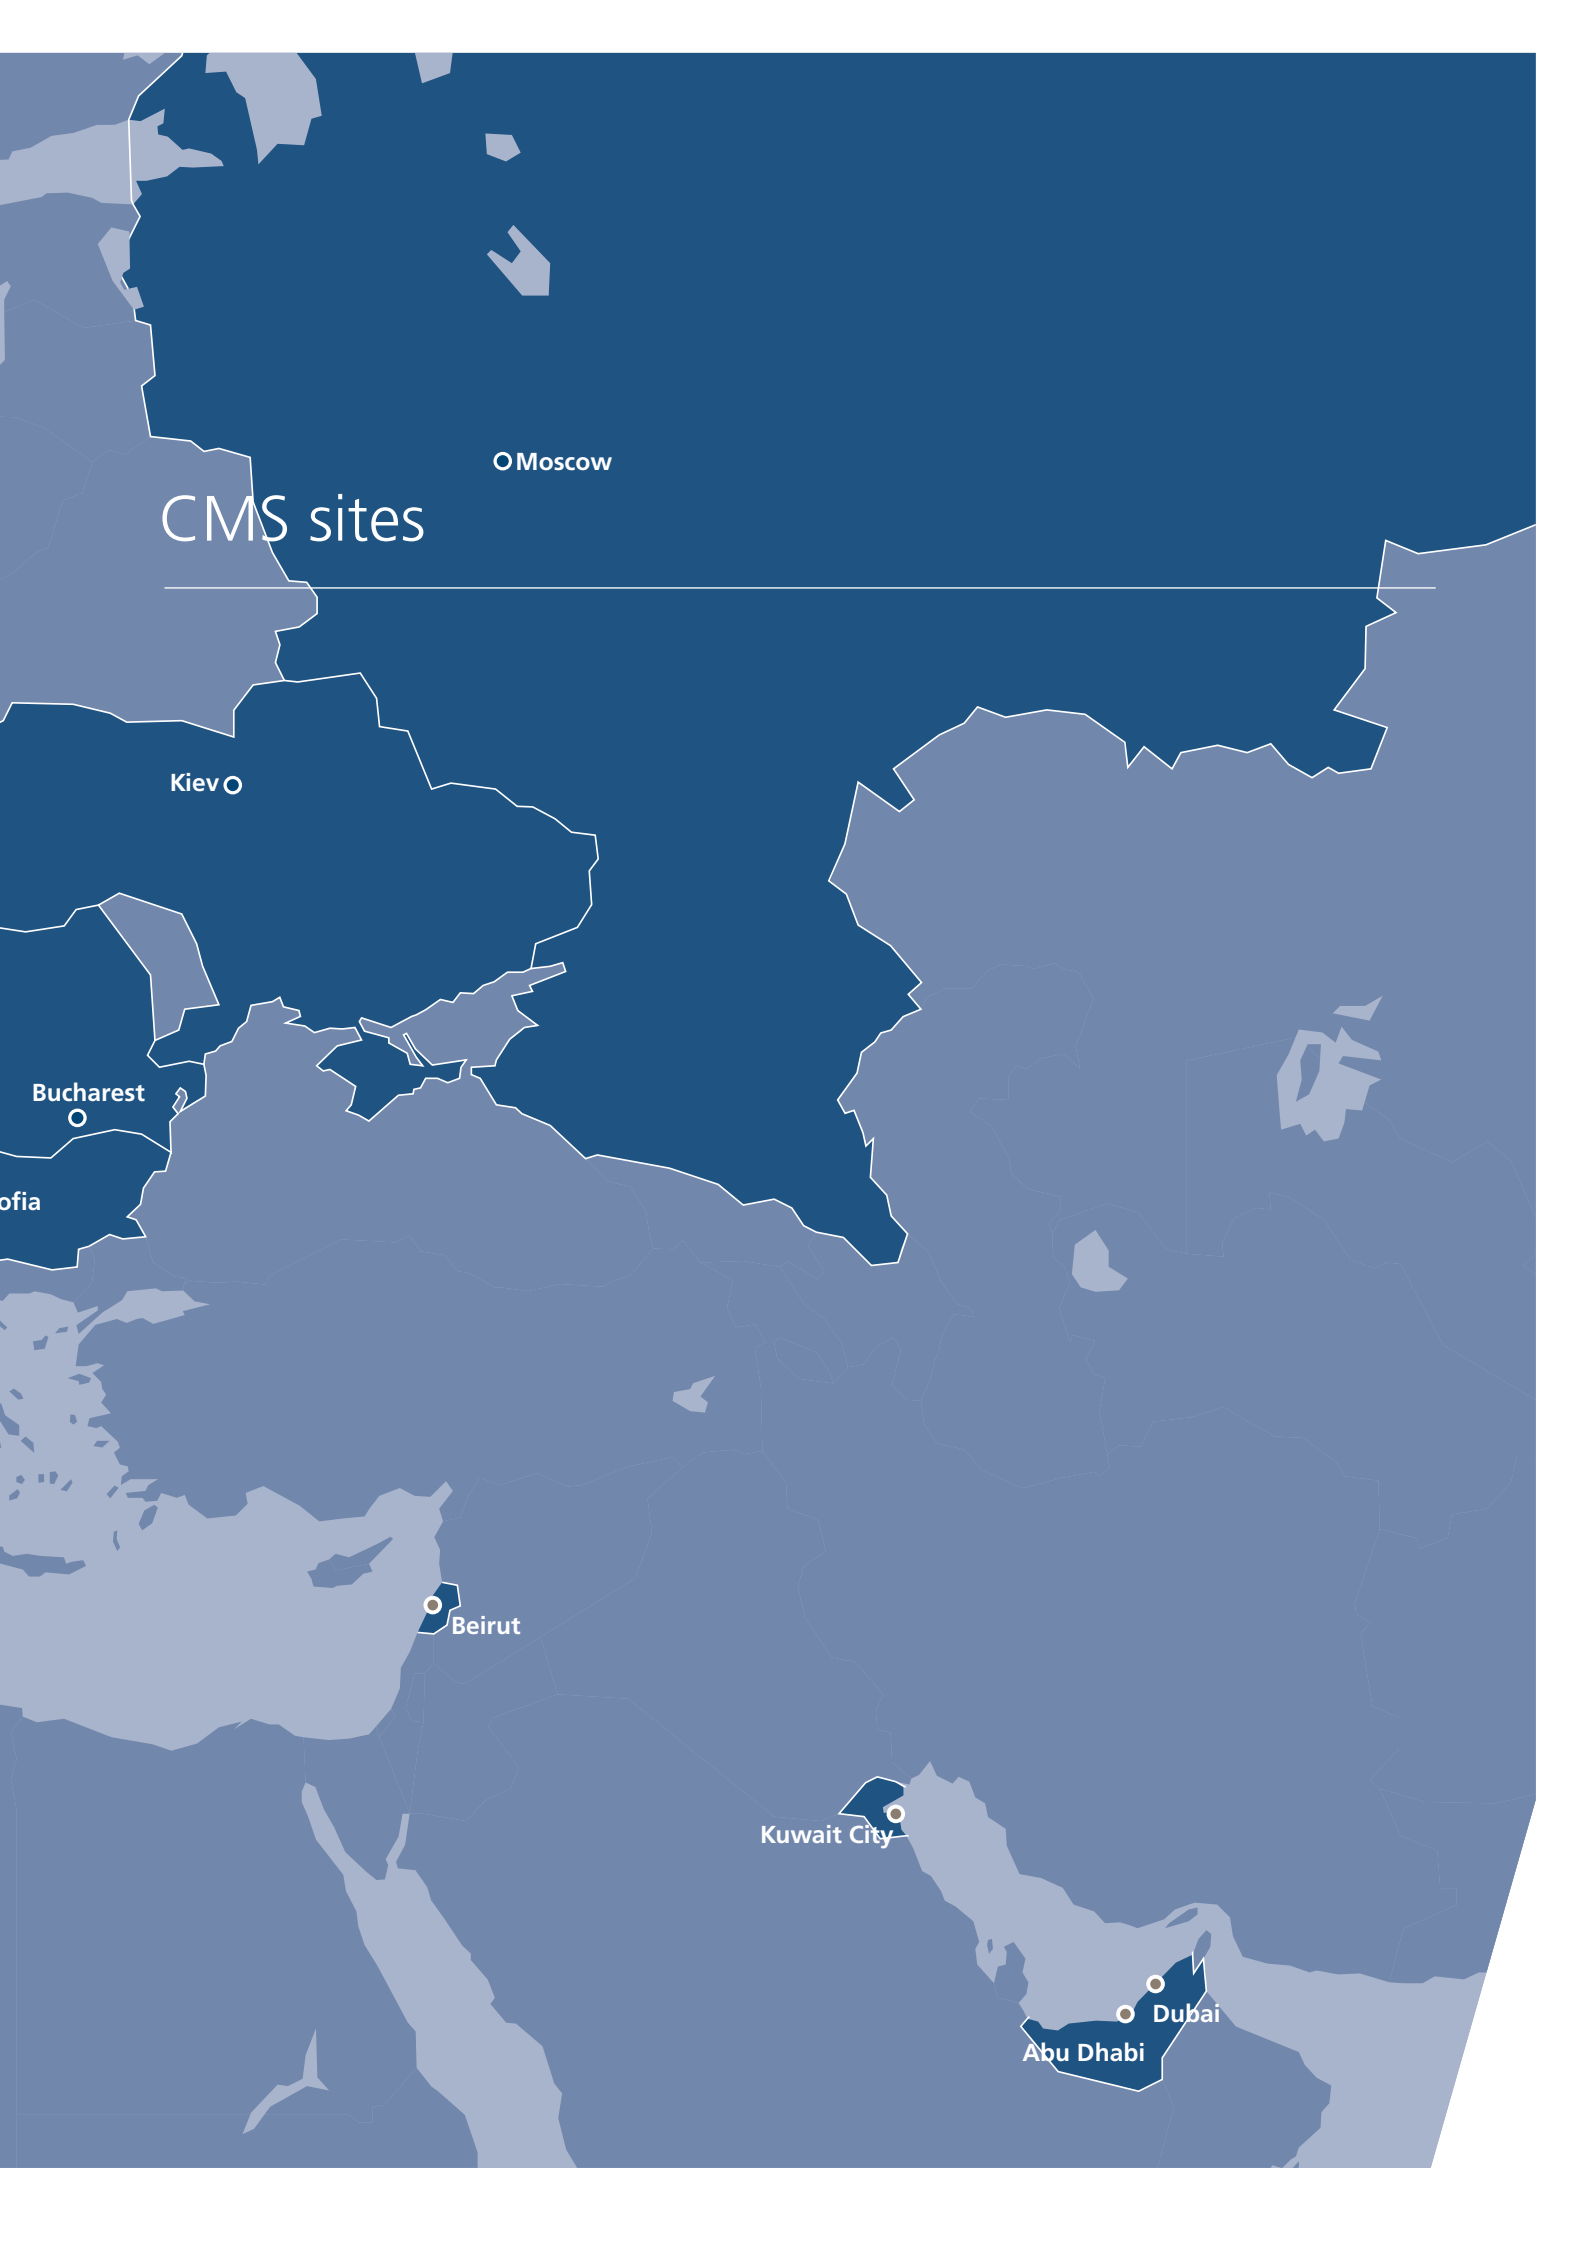 Moscow
CMS sites
Kiev
Bucharest
ofia
Beirut
Kuwait City
Dubai
Abu Dhabi